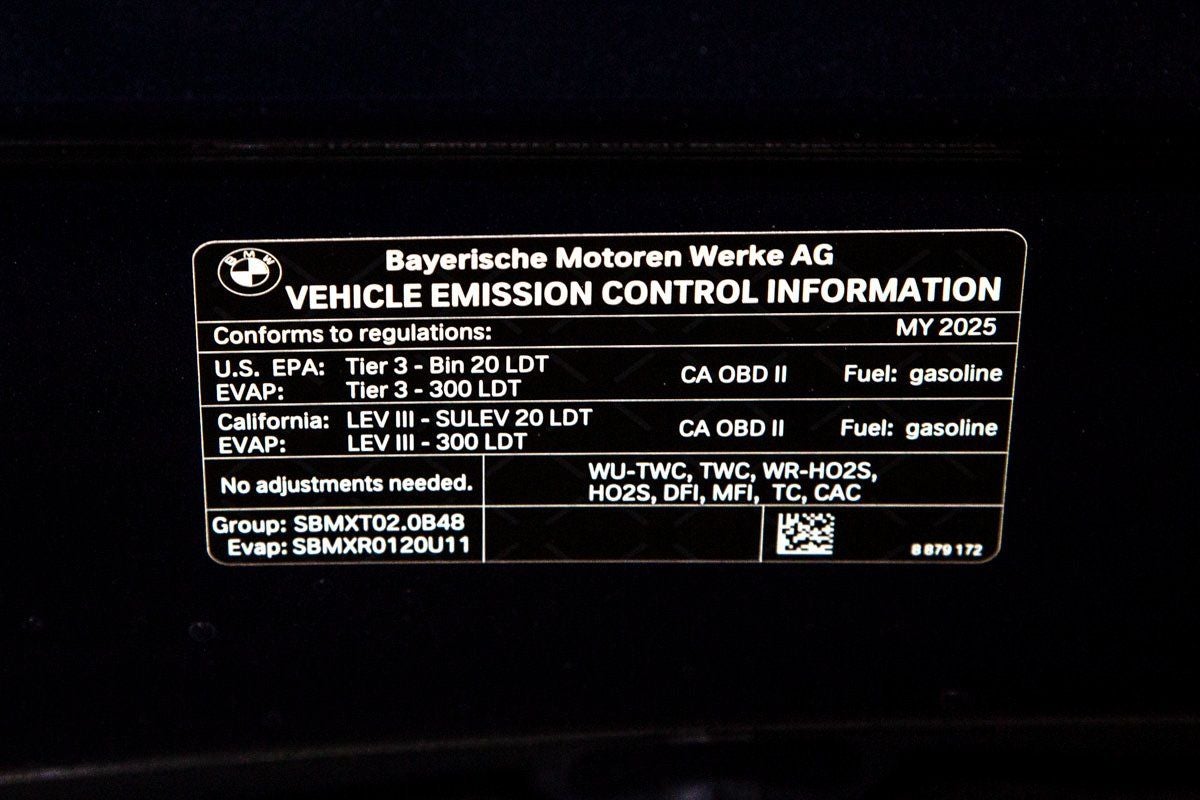 BMW
Bayerische Motoren Werke AG
VEHICLE EMISSION CONTROL INFORMATION
Conforms to regulations: MY 2025
U.S. EPA: Tier 3 - Bin 20 LDT
EVAP: Tier 3 - 300 LDT
CA OBD II Fuel: gasoline
California: LEV III - SULEV 20 LDT
EVAP: LEV III - 300 LDT
CA OBD II Fuel: gasoline
No adjustments needed.
WU-TWC, TWC, WR-HO2S,
HO2S, DFI, MFI, TC, CAC
Group: SBMXT02.0B48
Evap: SBMXR0120U11
8 879 172